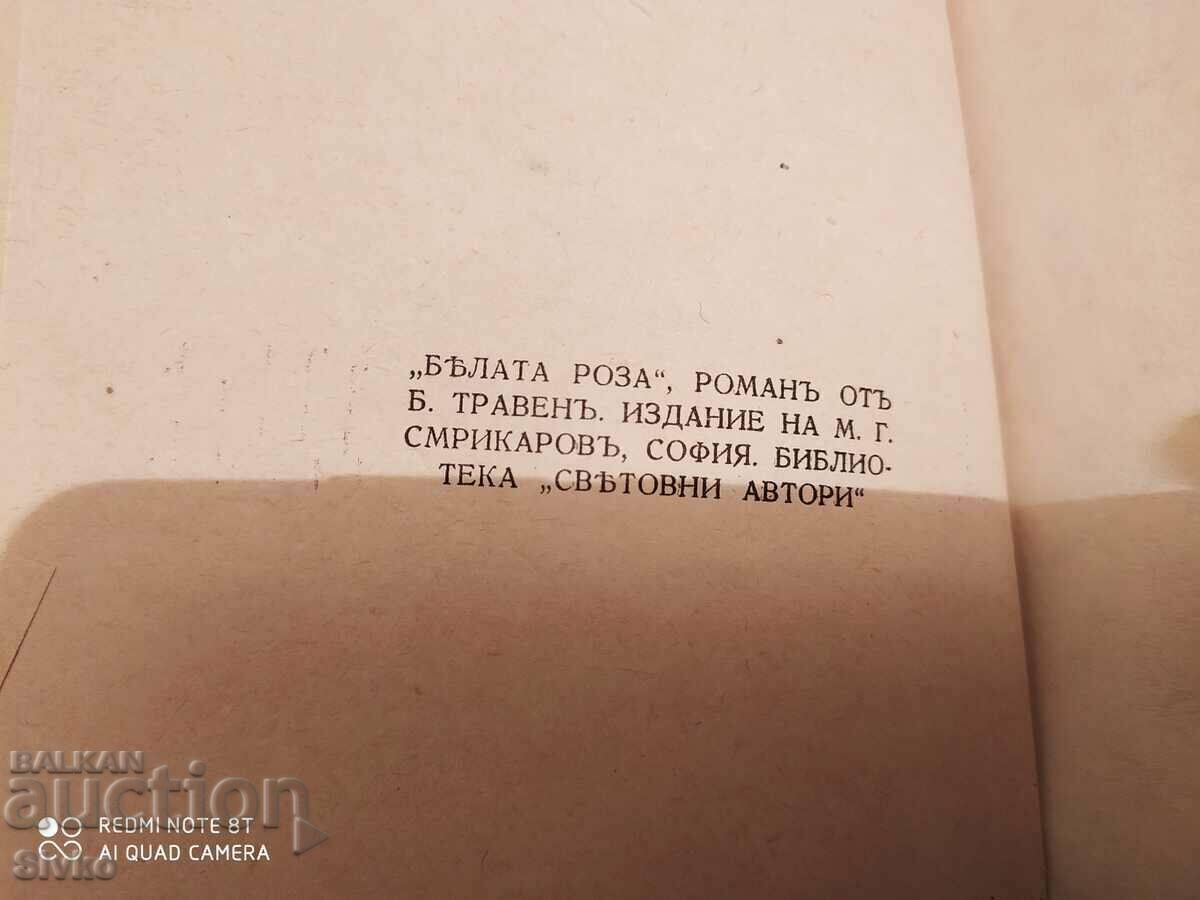 „БѢЛАТА РОЗА“, РОМАНЪ ОТЪ
Б. ТРАВЕНЪ. ИЗДАНИЕ НА М. Г.
СМРИКАРОВЪ, СОФИЯ. БИБЛИО-
ТЕКА „СВѢТОВНИ АВТОРИ“
BALKAN
auction
REDMI NOTE 8T
AI QUAD CAMERA
Sivko